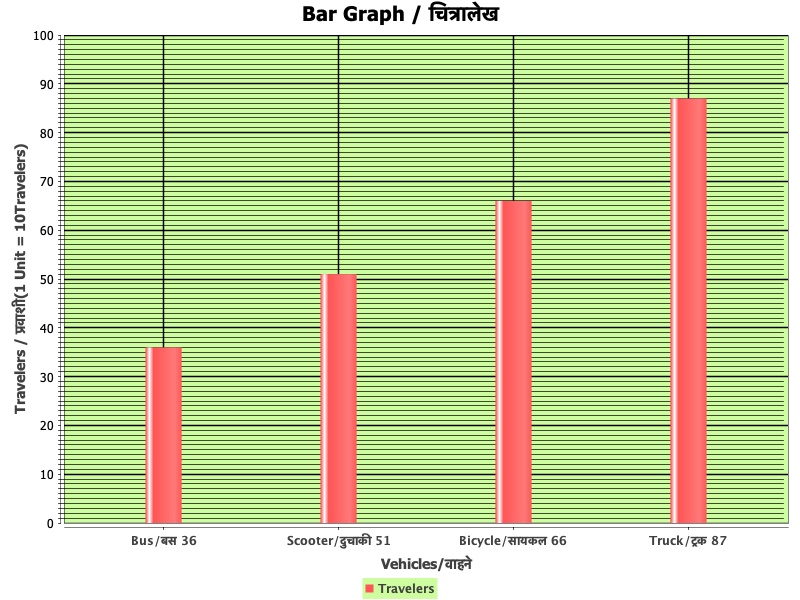 Bar Graph / चित्रालेख
Travelers / प्रवाशी(1 Unit = 10Travelers)
100
90
80
70
60
50
40
30
20
10
0
Bus/बस 36 Scooter/दुचाकी 51 Bicycle/सायकल 66 Truck/ट्रक 87
Vehicles/वाहने
Travelers